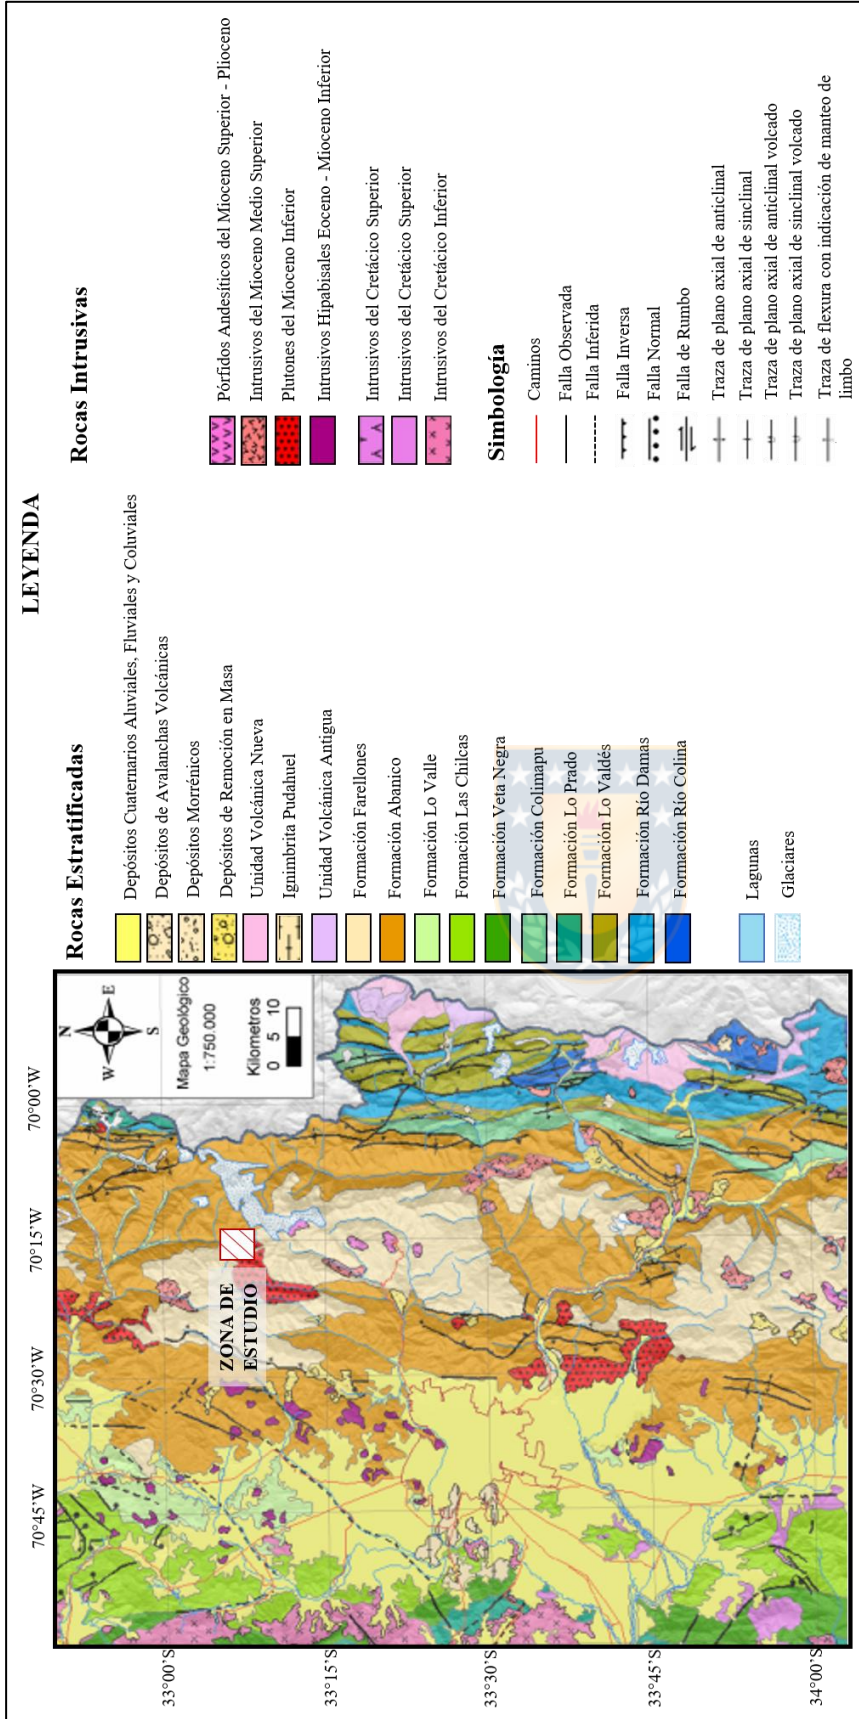 LEYENDA
Rocas Estratificadas
Depósitos Cuaternarios Aluviales, Fluviales y Coluviales
Depósitos de Avalanchas Volcánicas
Depósitos Morrénicos
Depósitos de Remoción en Masa
Unidad Volcánica Nueva
Ignimbrita Pudahuel
Unidad Volcánica Antigua
Formación Farellones
Formación Abanico
Formación Lo Valle
Formación Las Chilcas
Formación Veta Negra
Formación Colimapu
Formación Lo Prado
Formación Lo Valdés
Formación Río Damas
Formación Río Colina
Lagunas
Glaciares
Rocas Intrusivas
Pórfidos Andesíticos del Mioceno Superior - Plioceno
Intrusivos del Mioceno Medio Superior
Plutones del Mioceno Inferior
Intrusivos Hipabisales Eoceno - Mioceno Inferior
Intrusivos del Cretácico Superior
Intrusivos del Cretácico Superior
Intrusivos del Cretácico Inferior
Simbología
Caminos
Falla Observada
Falla Inferida
Falla Inversa
Falla Normal
Falla de Rumbo
Traza de plano axial de anticlinal
Traza de plano axial de sinclinal
Traza de plano axial de anticlinal volcado
Traza de plano axial de sinclinal volcado
Traza de flexura con indicación de manteo de
limbo
70°45'W
70°30'W
70°15'W
70°00'W
N
W
E
S
Mapa Geológico
1:750.000
Kilometros
0 5 10
ZONA DE
ESTUDIO
33°00'S
33°15'S
33°30'S
33°45'S
34°00'S